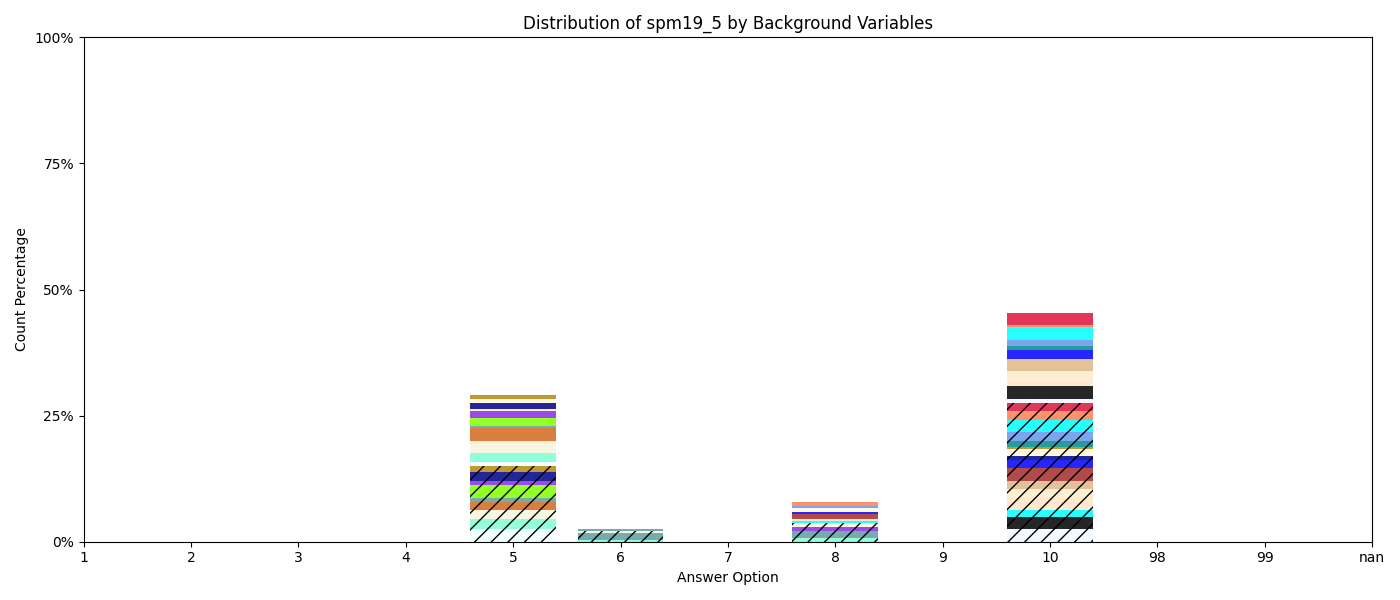 Distribution of spm19_5 by Background Variables
100%
75%
50%
25%
0%
Count Percentage
1 2 3 4 5 6 7 8 9 10 98 99 nan
Answer Option